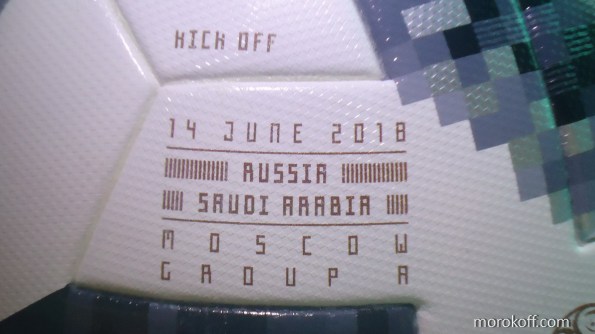 KICK OFF
14 JUNE 2018
RUSSIA
SAUDI ARABIA
MOSCOW
GROUP A
morokoff.com